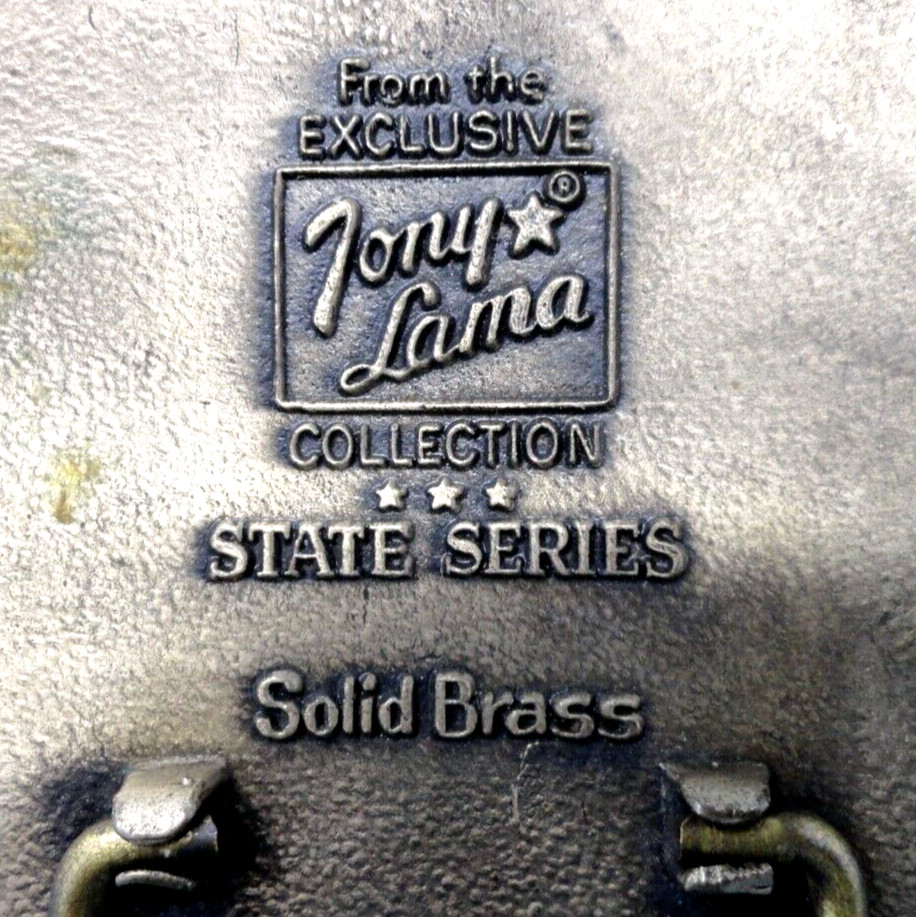 From the
EXCLUSIVE
Tony ★ ®
Lama
COLLECTION
★ ★ ★
STATE SERIES
Solid Brass